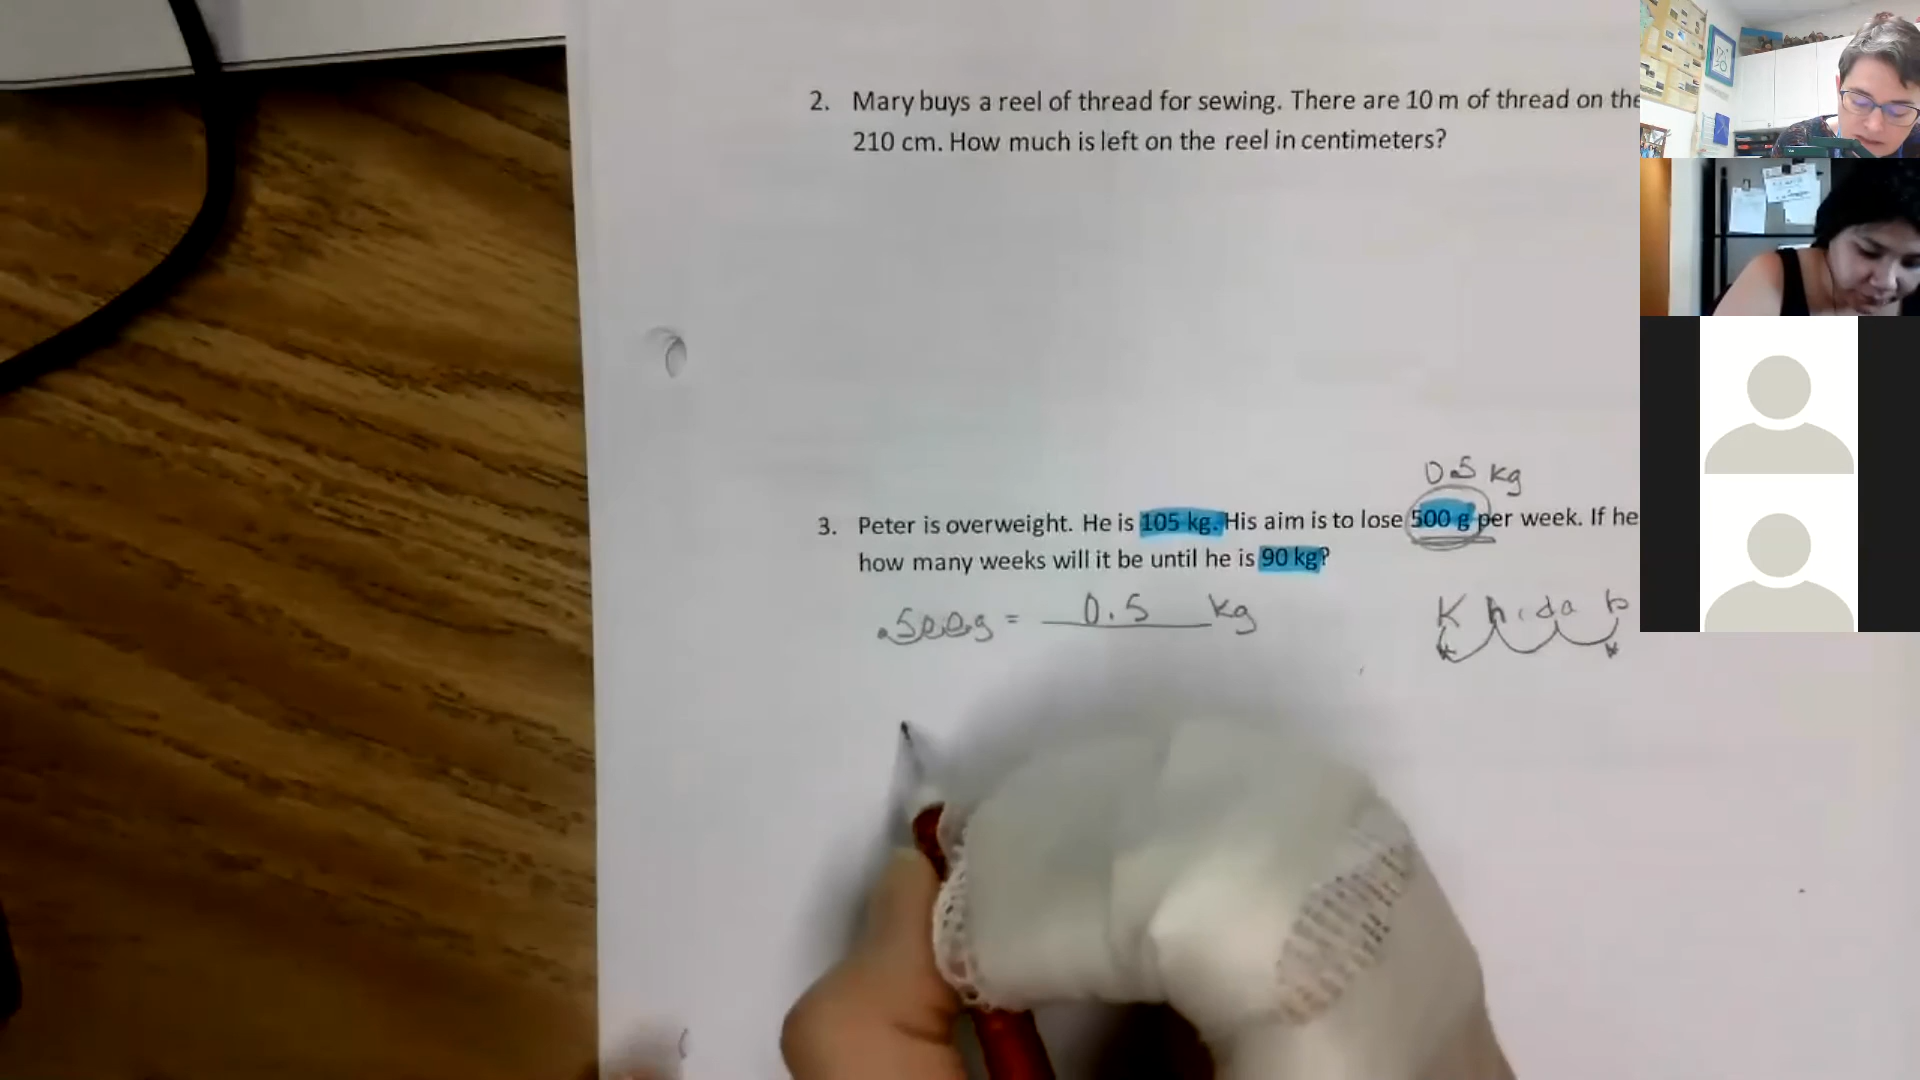 2. Mary buys a reel of thread for sewing. There are 10 m of thread on the
210 cm. How much is left on the reel in centimeters?
0.5 kg
3. Peter is overweight. He is 105 kg. His aim is to lose 500 g per week. If he
how many weeks will it be until he is 90 kg?
.500g = 0.5 kg
K h . da b